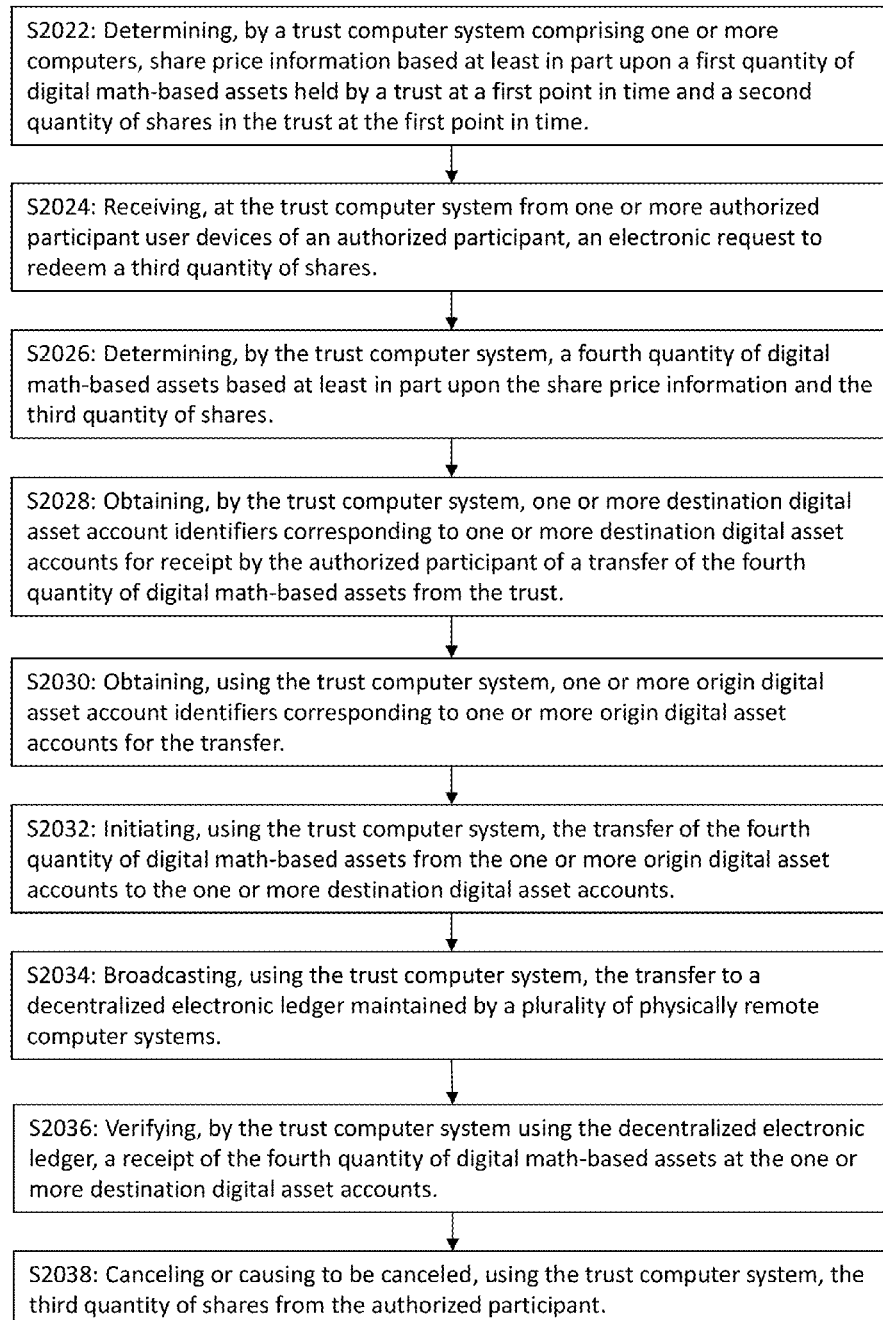 S2022: Determining, by a trust computer system comprising one or more
computers, share price information based at least in part upon a first quantity of
digital math-based assets held by a trust at a first point in time and a second
quantity of shares in the trust at the first point in time.
S2024: Receiving, at the trust computer system from one or more authorized
participant user devices of an authorized participant, an electronic request to
redeem a third quantity of shares.
S2026: Determining, by the trust computer system, a fourth quantity of digital
math-based assets based at least in part upon the share price information and the
third quantity of shares.
S2028: Obtaining, by the trust computer system, one or more destination digital
asset account identifiers corresponding to one or more destination digital asset
accounts for receipt by the authorized participant of a transfer of the fourth
quantity of digital math-based assets from the trust.
S2030: Obtaining, using the trust computer system, one or more origin digital
asset account identifiers corresponding to one or more origin digital asset
accounts for the transfer.
S2032: Initiating, using the trust computer system, the transfer of the fourth
quantity of digital math-based assets from the one or more origin digital asset
accounts to the one or more destination digital asset accounts.
S2034: Broadcasting, using the trust computer system, the transfer to a
decentralized electronic ledger maintained by a plurality of physically remote
computer systems.
S2036: Verifying, by the trust computer system using the decentralized electronic
ledger, a receipt of the fourth quantity of digital math-based assets at the one or
more destination digital asset accounts.
S2038: Canceling or causing to be canceled, using the trust computer system, the
third quantity of shares from the authorized participant.